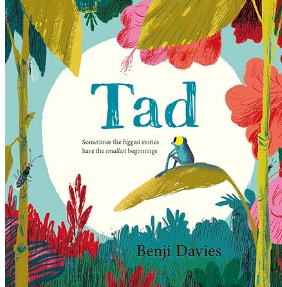 Tad
Sometimes the biggest stories
have the smallest beginnings
Benji Davies